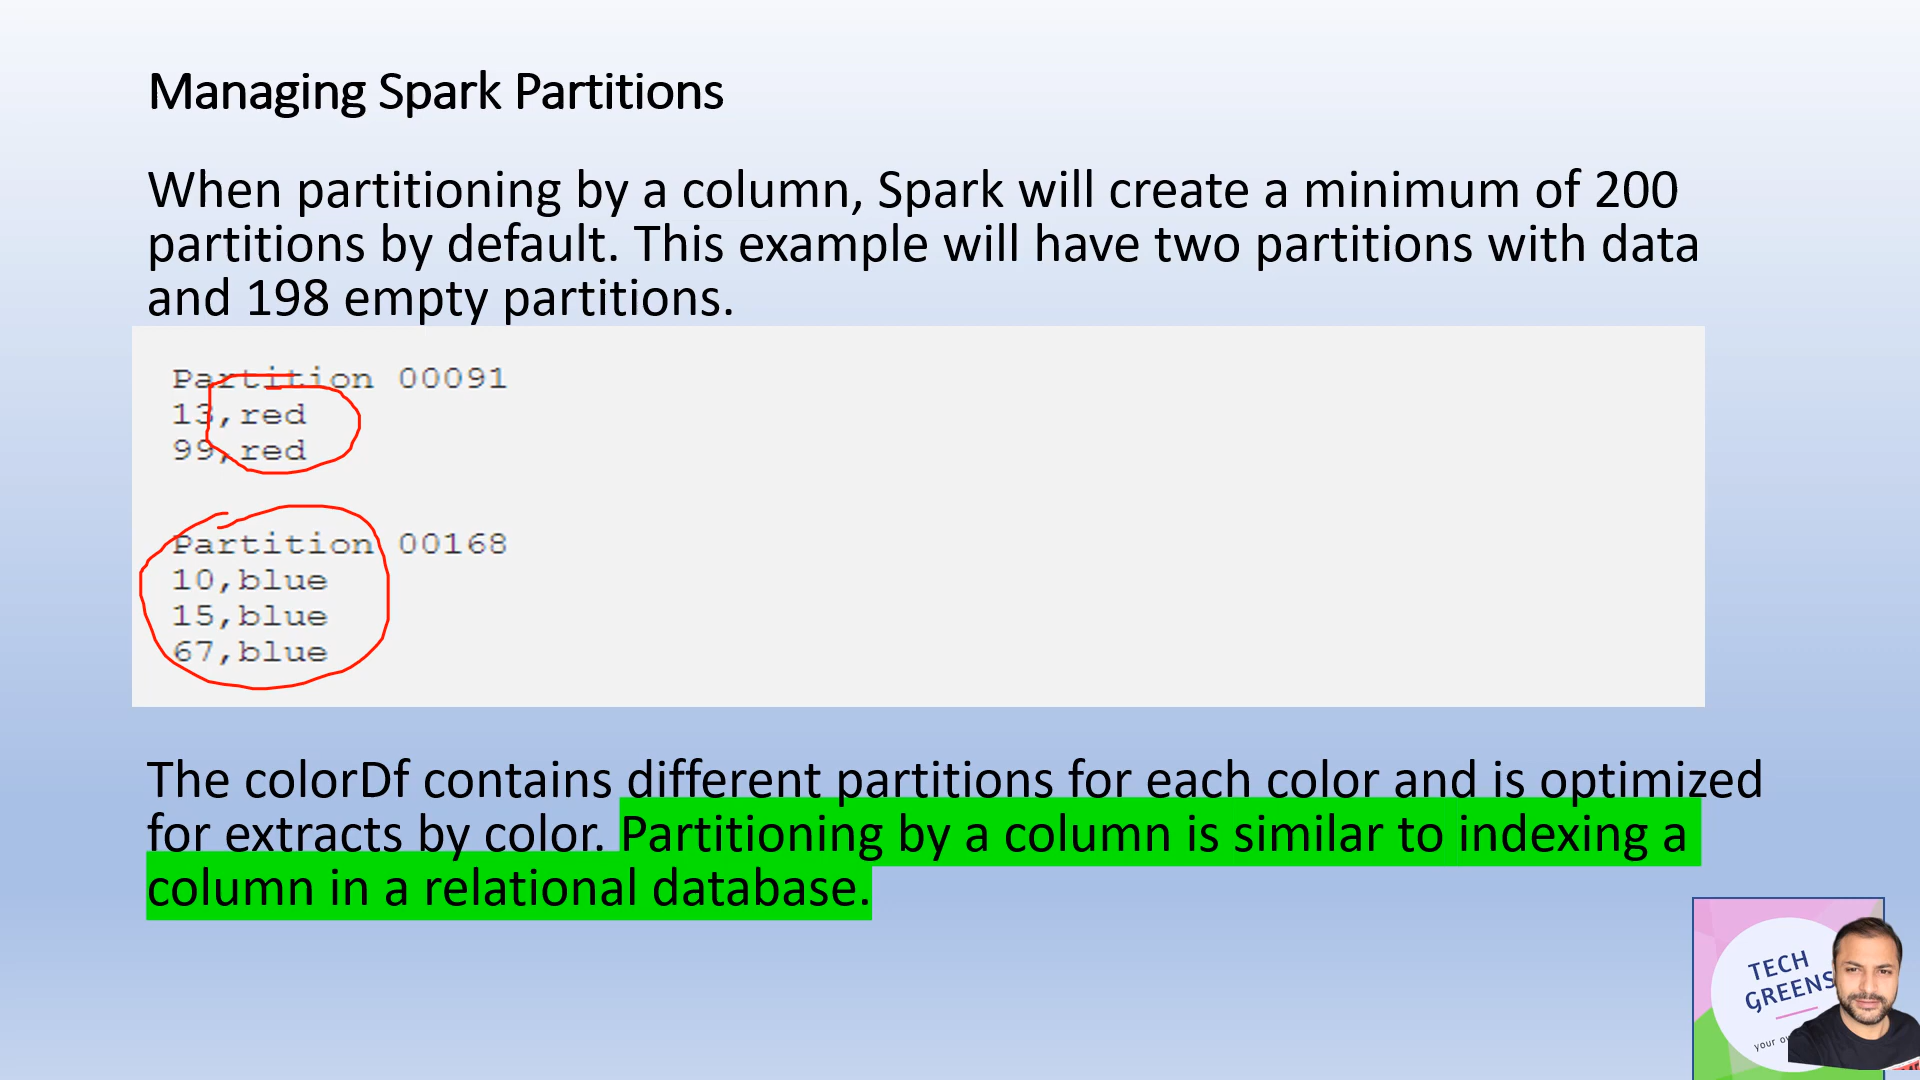 Managing Spark Partitions
When partitioning by a column, Spark will create a minimum of 200
partitions by default. This example will have two partitions with data
and 198 empty partitions.
Partition 00091
13,red
99,red
Partition 00168
10,blue
15,blue
67,blue
The colorDf contains different partitions for each color and is optimized
for extracts by color. Partitioning by a column is similar to indexing a
column in a relational database.
TECH
GREENS
your